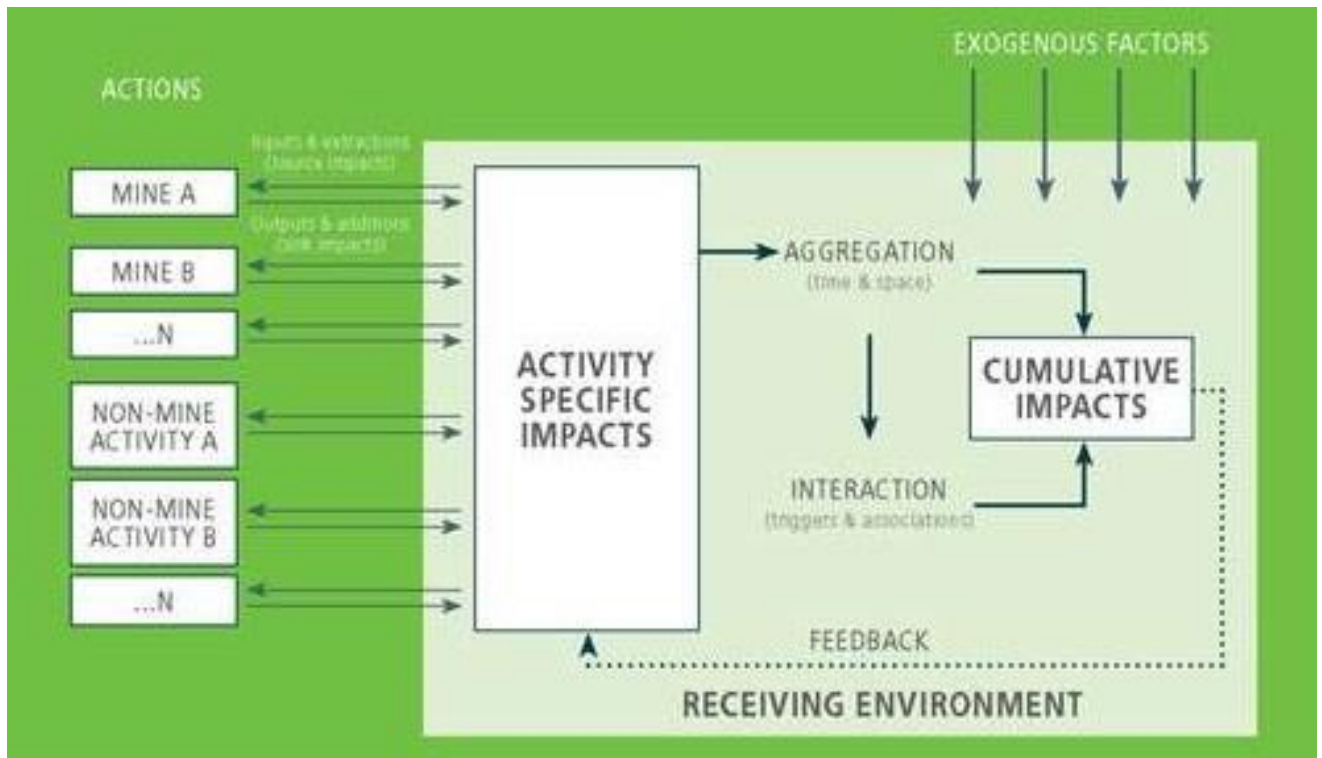 EXOGENOUS FACTORS
ACTIONS
Inputs & extractions
(source impacts)
MINE A
Outputs & additions
(sink impacts)
MINE B
...N
NON-MINE
ACTIVITY A
NON-MINE
ACTIVITY B
...N
ACTIVITY
SPECIFIC
IMPACTS
AGGREGATION
(time & space)
INTERACTION
(triggers & associations)
CUMULATIVE
IMPACTS
FEEDBACK
RECEIVING ENVIRONMENT